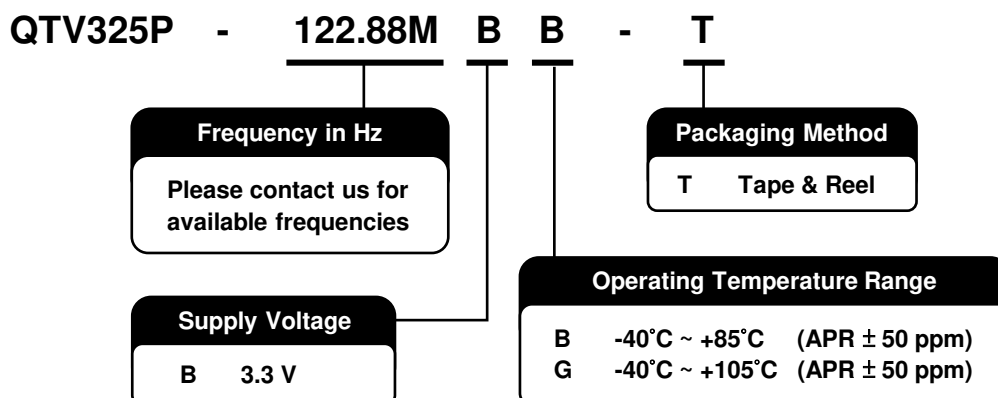 QTV325P - 122.88M B B - T
Frequency in Hz
Please contact us for
available frequencies
Packaging Method
T Tape & Reel
Supply Voltage
B 3.3 V
Operating Temperature Range
B -40°C ~ +85°C (APR ± 50 ppm)
G -40°C ~ +105°C (APR ± 50 ppm)